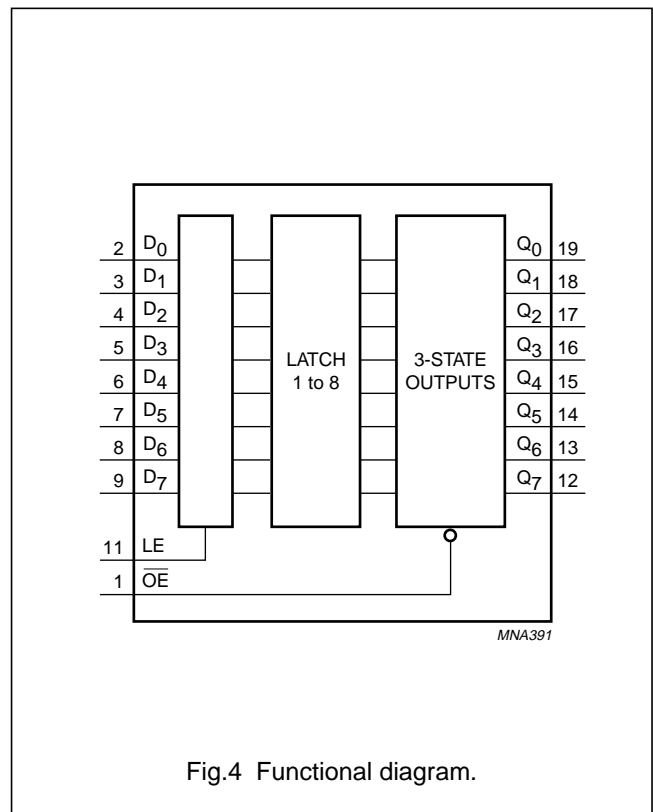 2 D0 Q0 19
3 D1 Q1 18
4 D2 Q2 17
5 D3 Q3 16
6 D4 LATCH 1 to 8 3-STATE OUTPUTS Q4 15
7 D5 Q5 14
8 D6 Q6 13
9 D7 Q7 12
11 LE
1 O̅E̅
MNA391
Fig.4 Functional diagram.